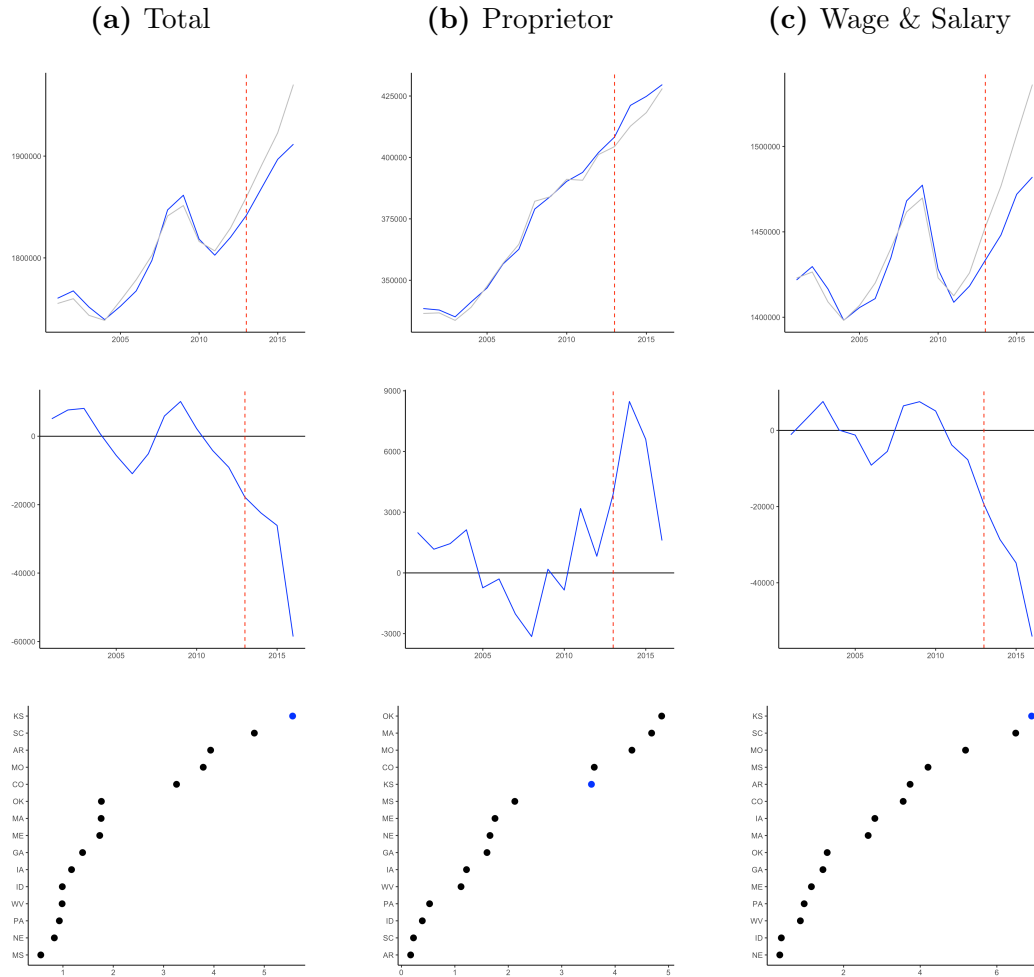 (a) Total
(b) Proprietor
(c) Wage & Salary
1900000
1800000
2005 2010 2015
425000
400000
375000
350000
2005 2010 2015
1500000
1450000
1400000
2005 2010 2015
0
-20000
-40000
-60000
2005 2010 2015
9000
6000
3000
0
-3000
2005 2010 2015
0
-20000
-40000
2005 2010 2015
KS
SC
AR
MO
CO
OK
MA
ME
GA
IA
ID
WV
PA
NE
MS
1 2 3 4 5
OK
MA
MO
CO
KS
MS
ME
NE
GA
IA
WV
PA
ID
SC
AR
0 1 2 3 4 5
KS
SC
MO
MS
AR
CO
IA
MA
OK
GA
ME
PA
WV
ID
NE
2 4 6